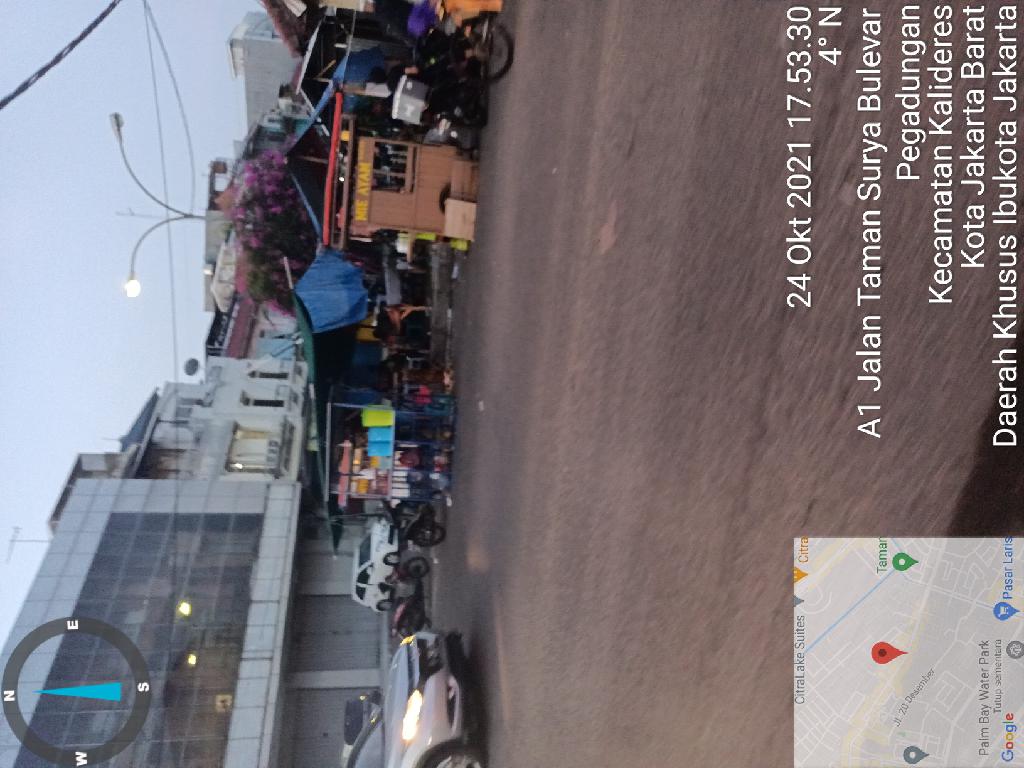 N
W
E
S
MIE AYAM
24 Okt 2021 17.53.30
4° N
A1 Jalan Taman Surya Bulevar
Pegadungan
Kecamatan Kalideres
Kota Jakarta Barat
Daerah Khusus Ibukota Jakarta
CitraLake Suites
Citra
Taman
Jl. 20 Desember
Palm Bay Water Park
Tutup sementara
Google
Pasar Laris